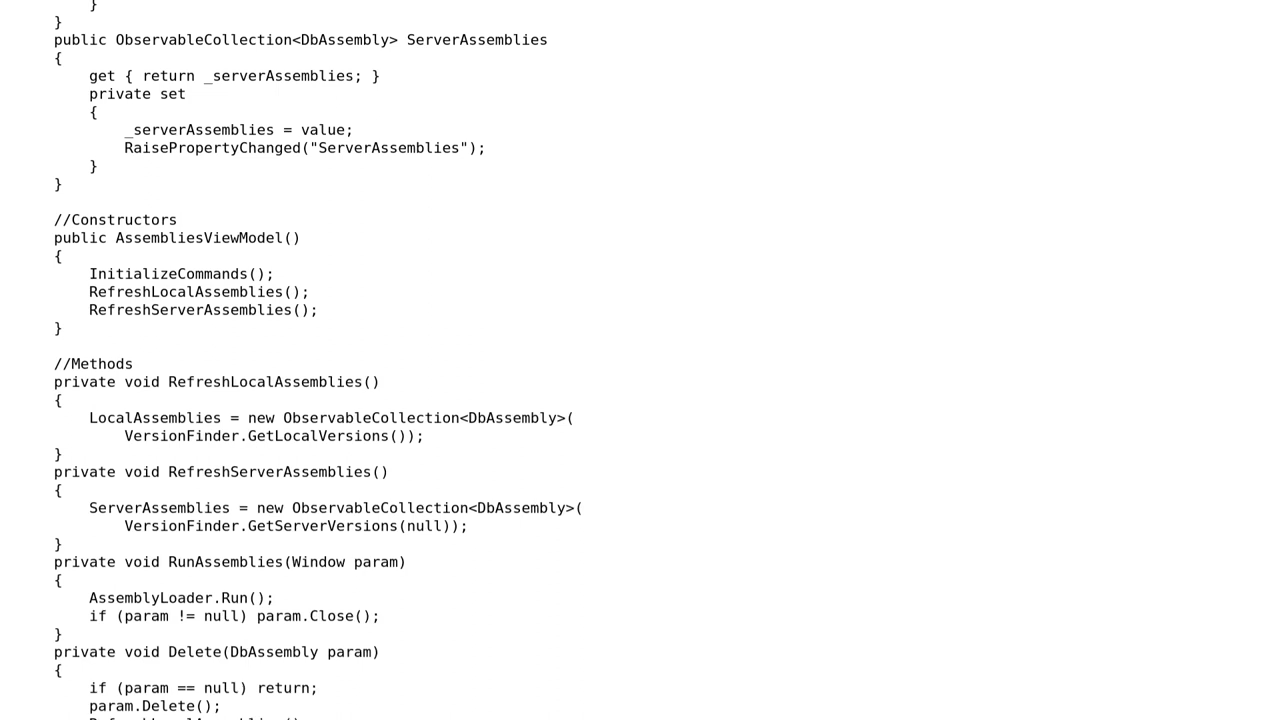 }
    }
    public ObservableCollection<DbAssembly> ServerAssemblies
    {
        get { return _serverAssemblies; }
        private set
        {
            _serverAssemblies = value;
            RaisePropertyChanged("ServerAssemblies");
        }
    }

    //Constructors
    public AssembliesViewModel()
    {
        InitializeCommands();
        RefreshLocalAssemblies();
        RefreshServerAssemblies();
    }

    //Methods
    private void RefreshLocalAssemblies()
    {
        LocalAssemblies = new ObservableCollection<DbAssembly>(
            VersionFinder.GetLocalVersions());
    }
    private void RefreshServerAssemblies()
    {
        ServerAssemblies = new ObservableCollection<DbAssembly>(
            VersionFinder.GetServerVersions(null));
    }
    private void RunAssemblies(Window param)
    {
        AssemblyLoader.Run();
        if (param != null) param.Close();
    }
    private void Delete(DbAssembly param)
    {
        if (param == null) return;
        param.Delete();